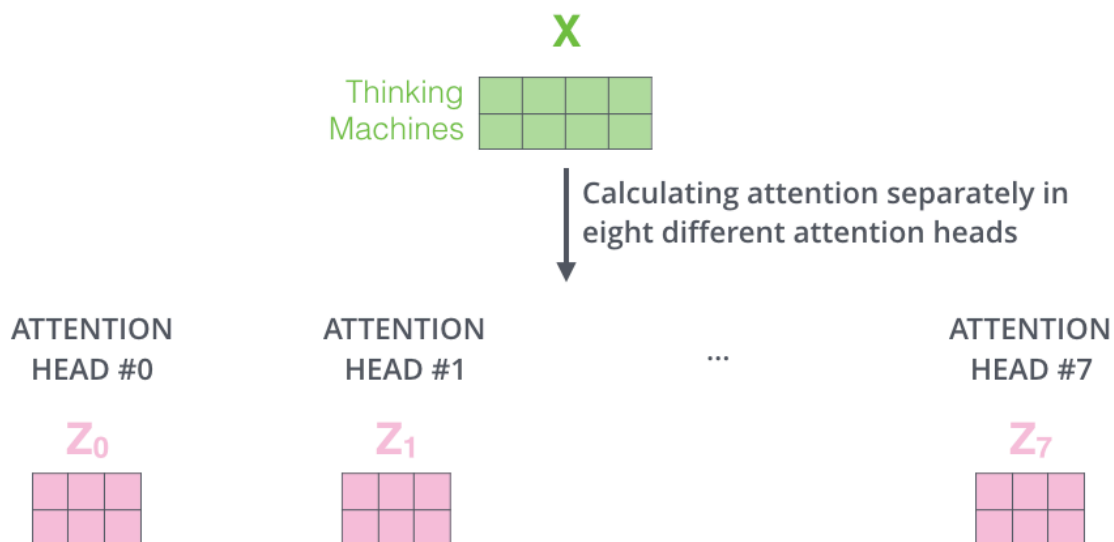 X
Thinking
Machines
Calculating attention separately in
eight different attention heads
ATTENTION
HEAD #0
ATTENTION
HEAD #1
...
ATTENTION
HEAD #7
Z₀
Z₁
Z₇